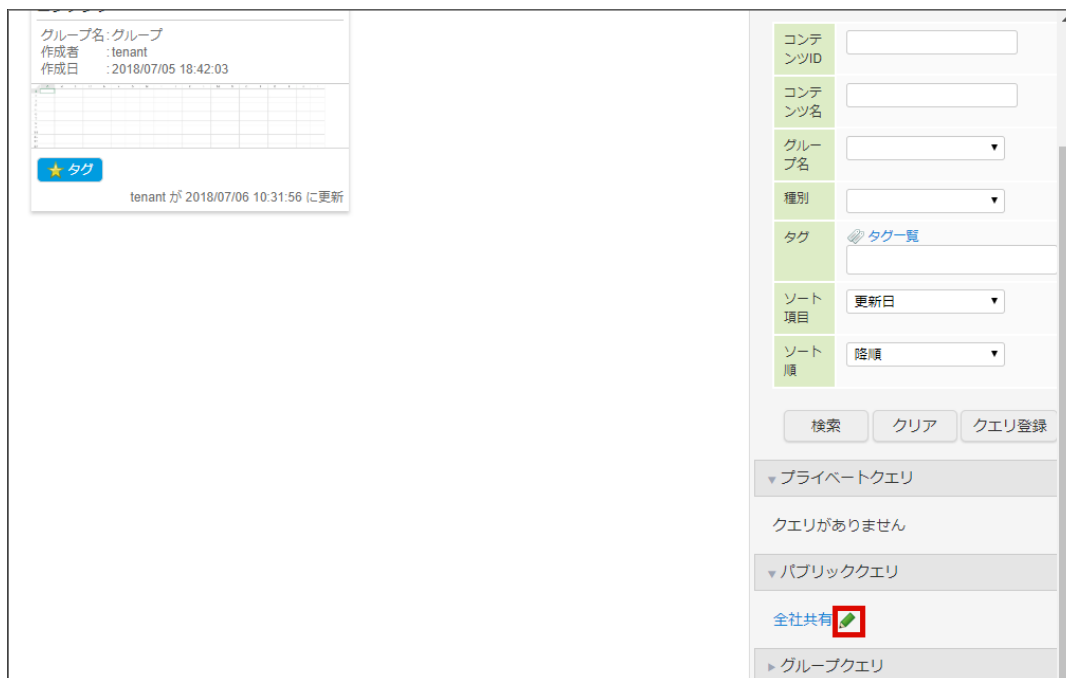 グループ名:グループ
作成者 :tenant
作成日 :2018/07/05 18:42:03
タグ
tenant が 2018/07/06 10:31:56 に更新
コンテ
ンツID
コンテ
ンツ名
グルー
プ名
種別
タグ
タグ一覧
ソート
項目
更新日
ソート
順
降順
検索
クリア
クエリ登録
プライベートクエリ
クエリがありません
パブリッククエリ
全社共有
グループクエリ